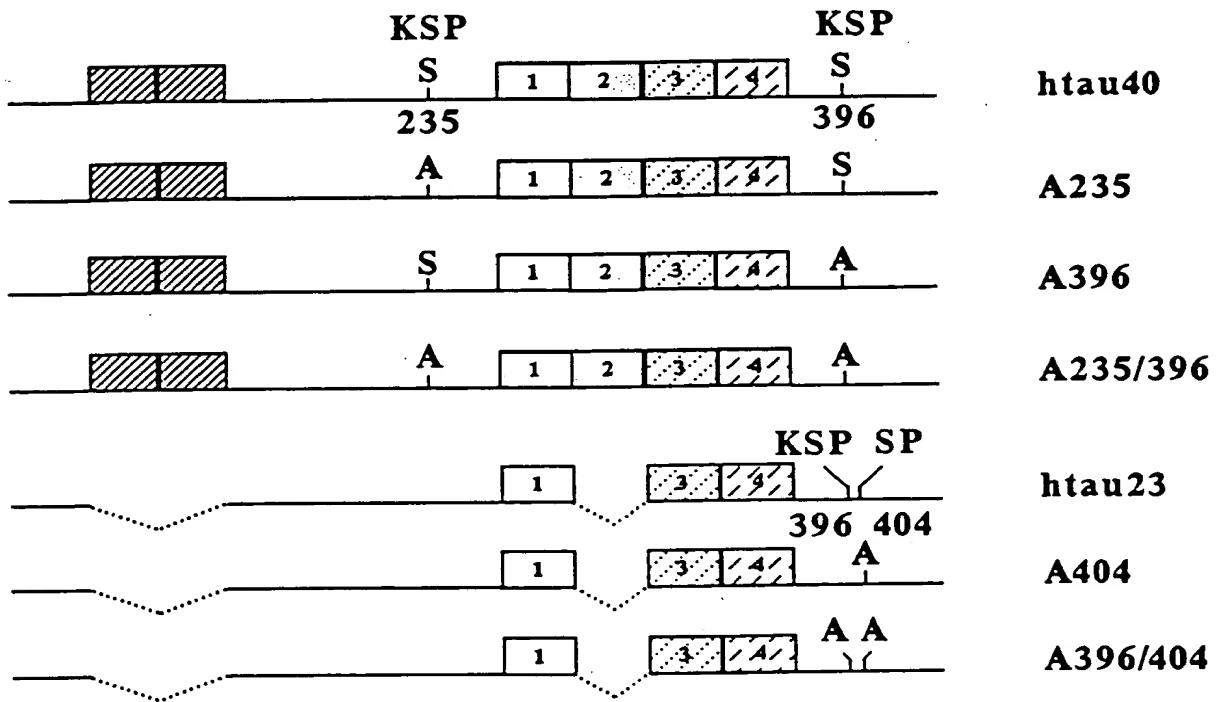 KSP KSP
S 1 2 3 4 S htau40
235 396
A 1 2 3 4 S A235
S 1 2 3 4 A A396
A 1 2 3 4 A A235/396
KSP SP
1 3 4 htau23
396 404
A
1 3 4 A404
A A
1 3 4 A396/404